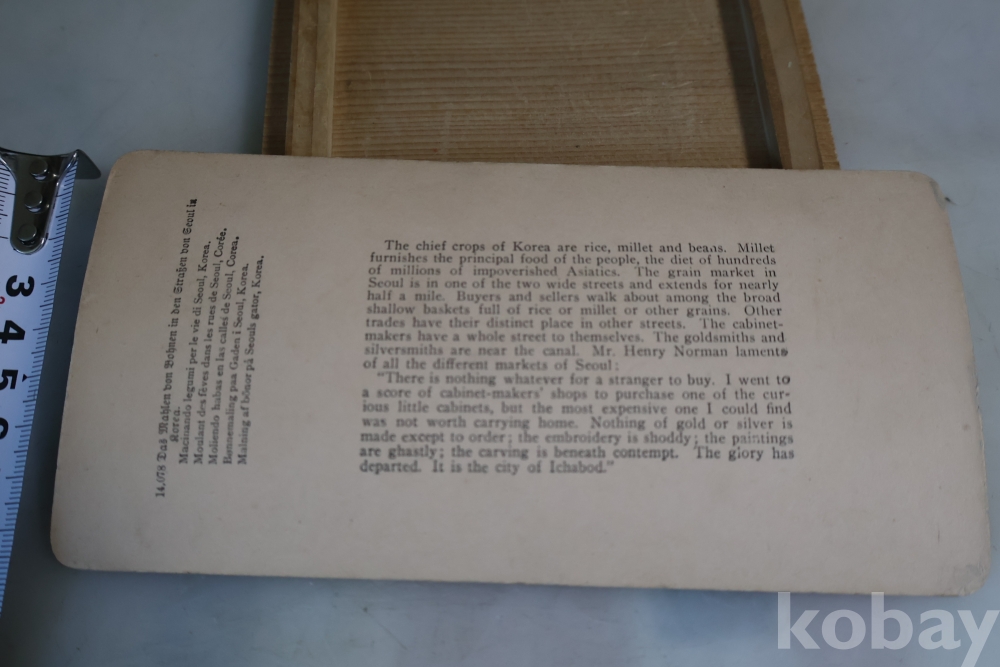 The chief crops of Korea are rice, millet and beans. Millet
furnishes the principal food of the people, the diet of hundreds
of millions of impoverished Asiatics. The grain market in
Seoul is in one of the two wide streets and extends for nearly
half a mile. Buyers and sellers walk about among the broad
shallow baskets full of rice or millet or other grains. Other
trades have their distinct place in other streets. The cabinet-
makers have a whole street to themselves. The goldsmiths and
silversmiths are near the canal. Mr. Henry Norman laments
of all the different markets of Seoul:
"There is nothing whatever for a stranger to buy. I went to
a score of cabinet-makers' shops to purchase one of the cur-
ious little cabinets, but the most expensive one I could find
was not worth carrying home. Nothing of gold or silver is
made except to order; the embroidery is shoddy; the paintings
are ghastly; the carving is beneath contempt. The glory has
departed. It is the city of Ichabod."
14,078 Das Mahlen von Bohnen in den Straßen von Seoul in
Korea.
Macinando legumi per le vie di Seoul, Korea.
Moulant des fèves dans les rues de Seoul, Corée.
Moliendo habas en las calles de Seoul, Corea.
Bønnemaling paa Gaden i Seoul, Korea.
Malning af bönor på Seouls gator, Korea.
3
4
5
6
kobay